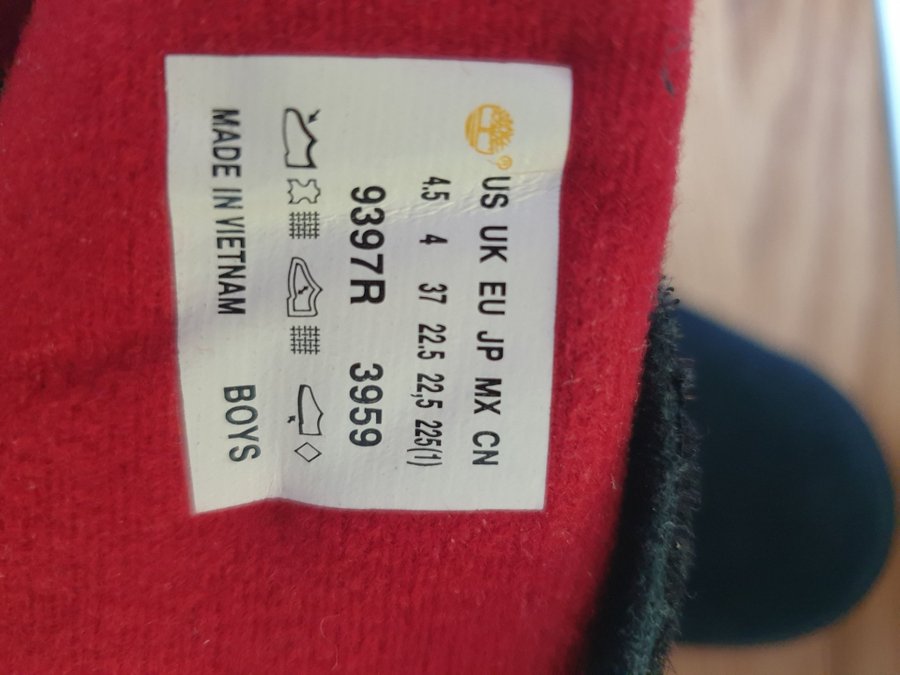 US UK EU JP MX CN
4.5 4 37 22.5 22,5 225(1)
9397R 3959
MADE IN VIETNAM BOYS